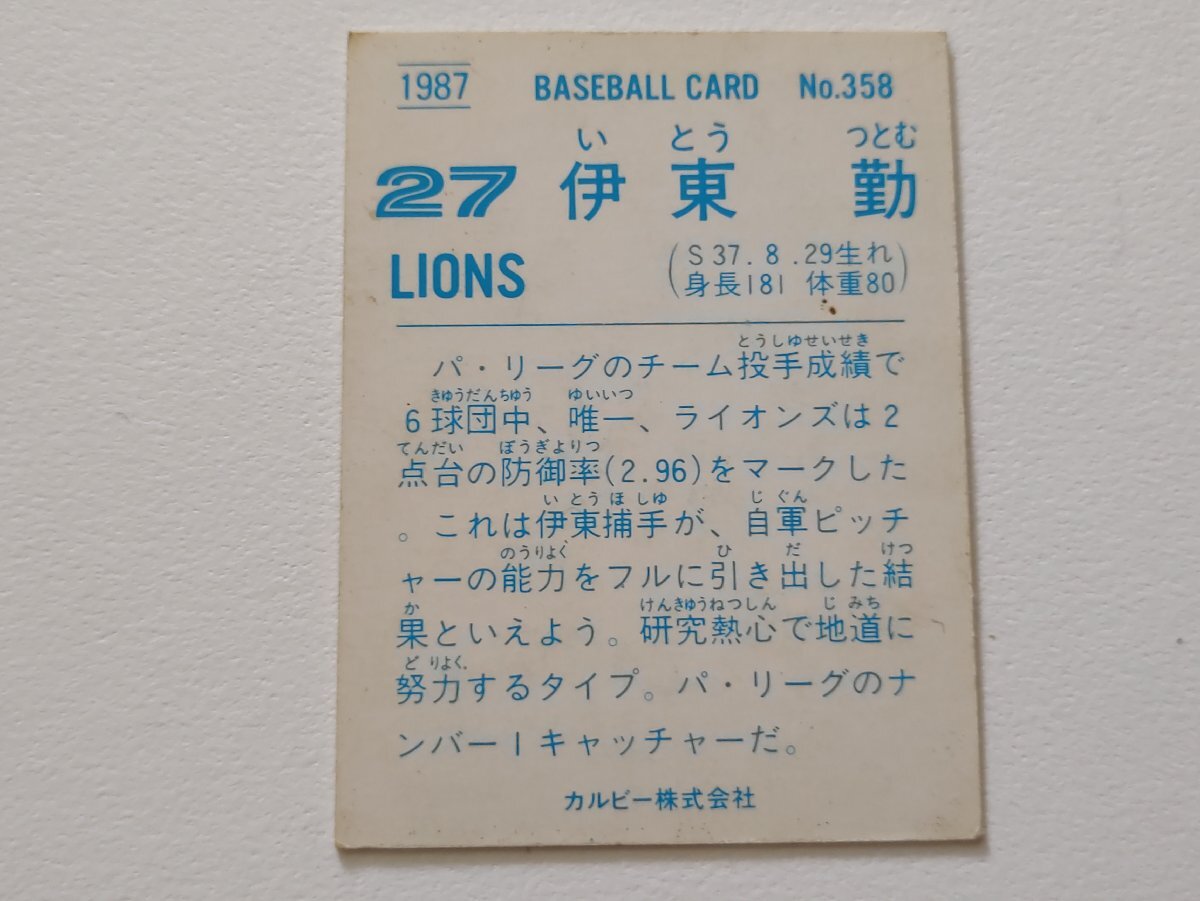 1987 BASEBALL CARD No.358
い とう つとむ
27 伊東 勤
LIONS
(S37.8.29生れ
身長181 体重80)
とうしゆせいせき
パ・リーグのチーム投手成績で
きゆうだんちゆう ゆいいつ
6球団中、唯一、ライオンズは2
てんだい ぼうぎよりつ
点台の防御率(2.96)をマークした
い とう ほ しゆ じ ぐん
。これは伊東捕手が、自軍ピッチ
のうりよく ひ だ けつ
ャーの能力をフルに引き出した結
か けんきゆうねつしん じ みち
果といえよう。研究熱心で地道に
ど りよく
努力するタイプ。パ・リーグのナ
ンバー1キャッチャーだ。
カルビー株式会社